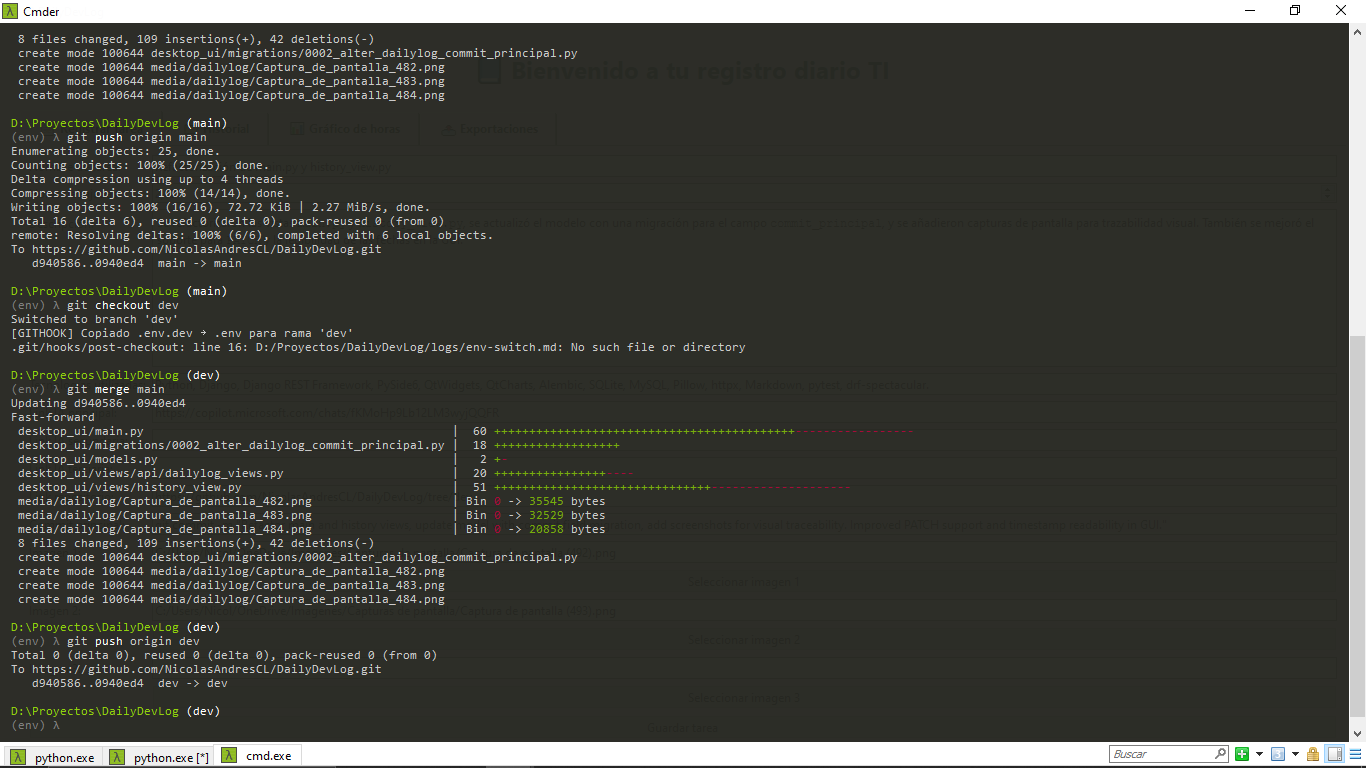 Cmder
8 files changed, 109 insertions(+), 42 deletions(-)
create mode 100644 desktop_ui/migrations/0002_alter_dailylog_commit_principal.py
create mode 100644 media/dailylog/Captura_de_pantalla_482.png
create mode 100644 media/dailylog/Captura_de_pantalla_483.png
create mode 100644 media/dailylog/Captura_de_pantalla_484.png
Bienvenido a tu registro diario TI
D:\Proyectos\DailyDevLog (main)
(env) λ git push origin main
Gráfico de horas
Exportaciones
Enumerating objects: 25, done.
Counting objects: 100% (25/25), done.
Delta compression using up to 4 threads
Compressing objects: 100% (14/14), done.
Writing objects: 100% (16/16), 72.72 KiB | 2.27 MiB/s, done.
Total 16 (delta 6), reused 0 (delta 0), pack-reused 0 (from 0)
remote: Resolving deltas: 100% (6/6), completed with 6 local objects.
To https://github.com/NicolasAndresCL/DailyDevLog.git
d940586..0940ed4  main -> main
D:\Proyectos\DailyDevLog (main)
(env) λ git checkout dev
Switched to branch 'dev'
[GITHOOK] Copiado .env.dev → .env para rama 'dev'
.git/hooks/post-checkout: line 16: D:/Proyectos/DailyDevLog/logs/env-switch.md: No such file or directory
D:\Proyectos\DailyDevLog (dev)
(env) λ git merge main
Updating d940586..0940ed4
Fast-forward
desktop_ui/main.py | 60 +++++++++++++++++++++++++++++++++++++++++++-----------------
desktop_ui/migrations/0002_alter_dailylog_commit_principal.py | 18 ++++++++++++++++++
desktop_ui/models.py | 2 +-
desktop_ui/views/api/dailylog_views.py | 20 ++++++++++++++++----
desktop_ui/views/history_view.py | 51 +++++++++++++++++++++++++++++++--------------------
media/dailylog/Captura_de_pantalla_482.png | Bin 0 -> 35545 bytes
media/dailylog/Captura_de_pantalla_483.png | Bin 0 -> 32529 bytes
media/dailylog/Captura_de_pantalla_484.png | Bin 0 -> 20858 bytes
8 files changed, 109 insertions(+), 42 deletions(-)
create mode 100644 desktop_ui/migrations/0002_alter_dailylog_commit_principal.py
create mode 100644 media/dailylog/Captura_de_pantalla_482.png
create mode 100644 media/dailylog/Captura_de_pantalla_483.png
create mode 100644 media/dailylog/Captura_de_pantalla_484.png
D:\Proyectos\DailyDevLog (dev)
(env) λ git push origin dev
Total 0 (delta 0), reused 0 (delta 0), pack-reused 0 (from 0)
To https://github.com/NicolasAndresCL/DailyDevLog.git
d940586..0940ed4  dev -> dev
D:\Proyectos\DailyDevLog (dev)
(env) λ
python.exe
python.exe [*]
cmd.exe
Buscar